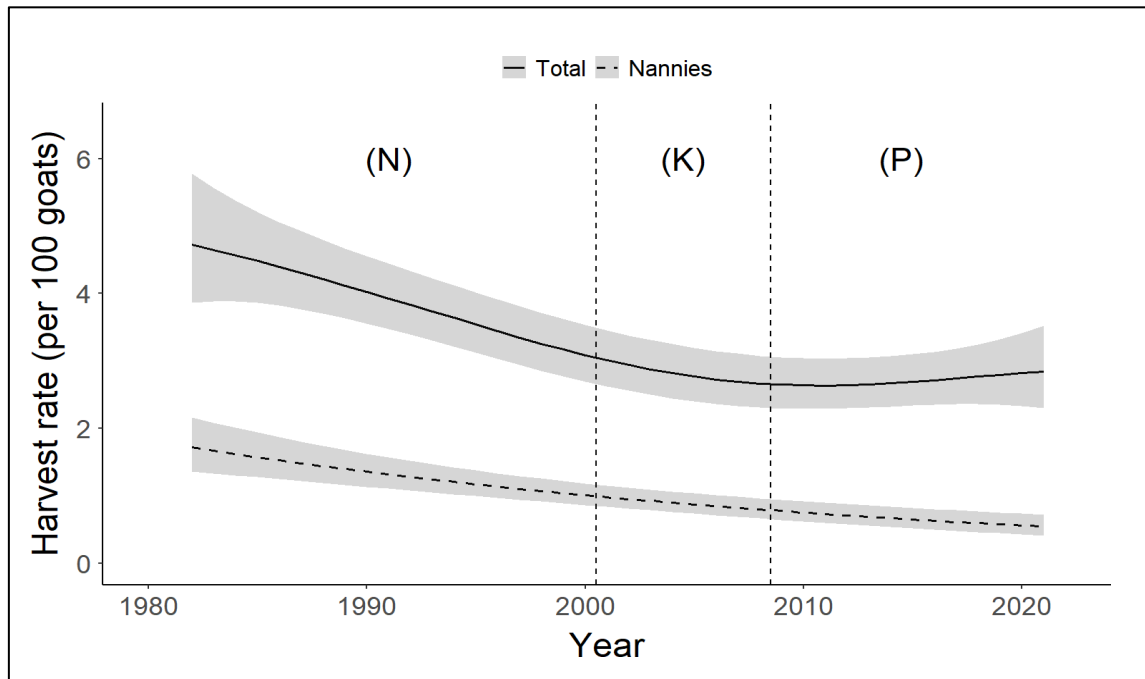 Total Nannies
Harvest rate (per 100 goats)
6
4
2
0
(N) (K) (P)
1980 1990 2000 2010 2020
Year